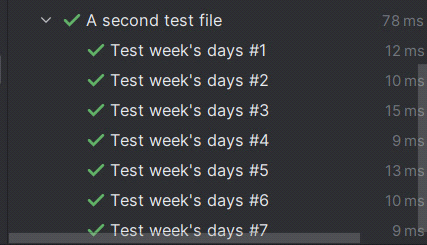 A second test file 78 ms
Test week's days #1 12 ms
Test week's days #2 10 ms
Test week's days #3 15 ms
Test week's days #4 9 ms
Test week's days #5 13 ms
Test week's days #6 10 ms
Test week's days #7 9 ms